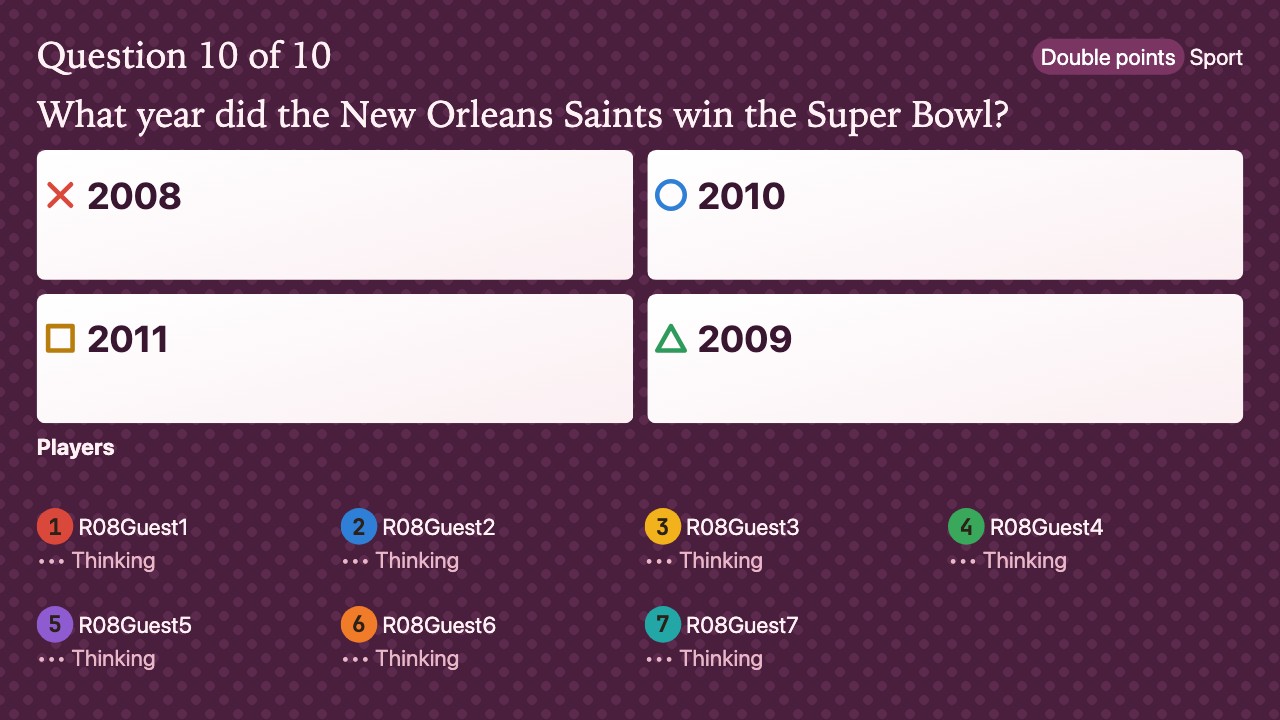 Question 10 of 10
Double points Sport
What year did the New Orleans Saints win the Super Bowl?
2008
2010
2011
2009
Players
1 R08Guest1
... Thinking
2 R08Guest2
... Thinking
3 R08Guest3
... Thinking
4 R08Guest4
... Thinking
5 R08Guest5
... Thinking
6 R08Guest6
... Thinking
7 R08Guest7
... Thinking